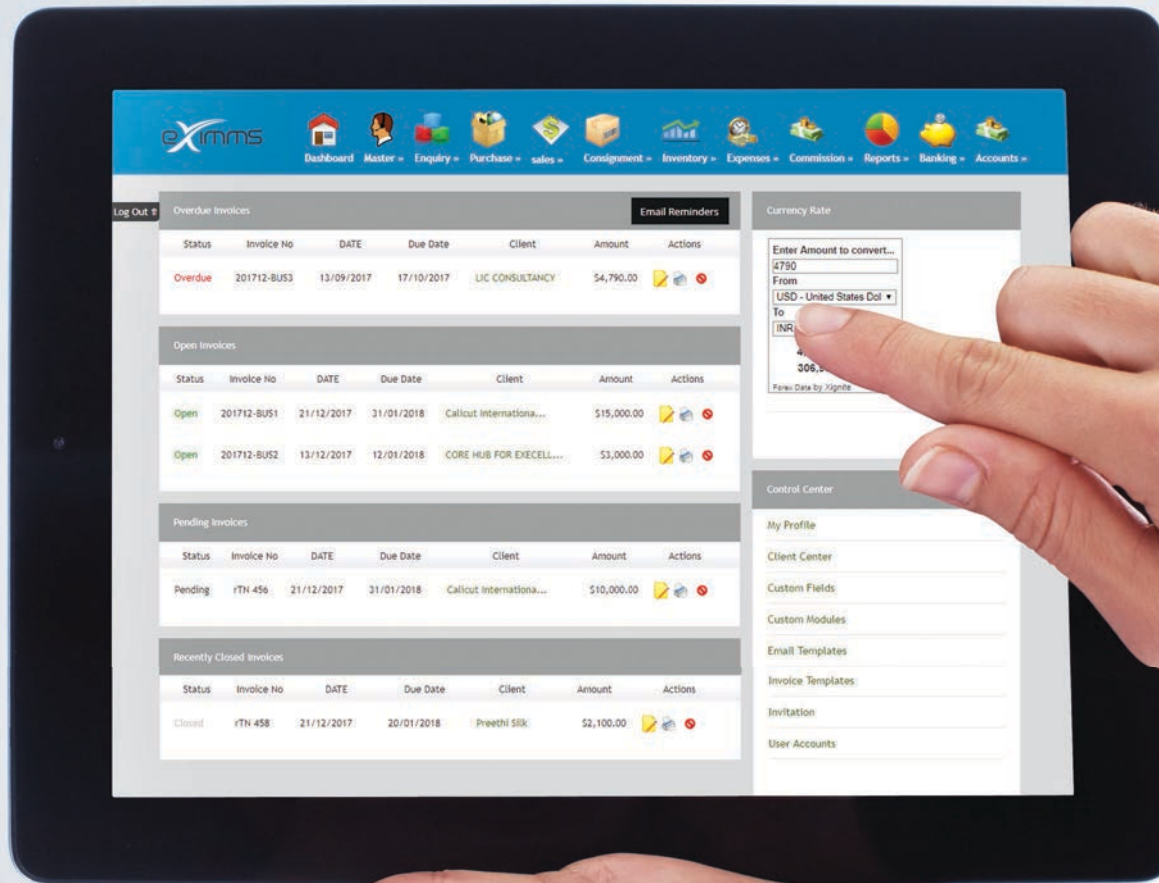 eximms
Dashboard Master » Enquiry » Purchase » sales » Consignment » Inventory » Expenses » Commission » Reports » Banking » Accounts »
Log Out
Overdue Invoices Email Reminders
Status Invoice No DATE Due Date Client Amount Actions
Overdue 201712-BUS3 13/09/2017 17/10/2017 LIC CONSULTANCY $4,790.00
Open Invoices
Status Invoice No DATE Due Date Client Amount Actions
Open 201712-BUS1 21/12/2017 31/01/2018 Calicut Internationa... $15,000.00
Open 201712-BUS2 13/12/2017 12/01/2018 CORE HUB FOR EXECELL... $3,000.00
Pending Invoices
Status Invoice No DATE Due Date Client Amount Actions
Pending rTN 456 21/12/2017 31/01/2018 Calicut Internationa... $10,000.00
Recently Closed Invoices
Status Invoice No DATE Due Date Client Amount Actions
Closed rTN 458 21/12/2017 20/01/2018 Preethi Silk $2,100.00
Currency Rate
Enter Amount to convert...
4790
From
USD - United States Dol
To
INR
Forex Data by Xignite
Control Center
My Profile
Client Center
Custom Fields
Custom Modules
Email Templates
Invoice Templates
Invitation
User Accounts